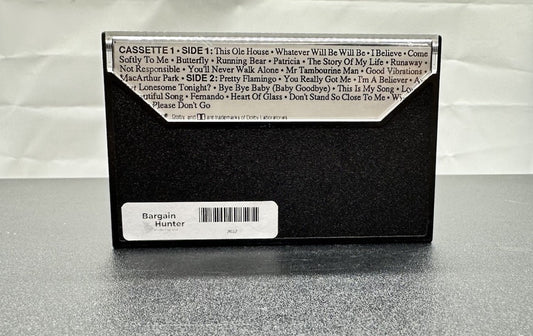 CASSETTE 1 • SIDE 1: This Ole House • Whatever Will Be Will Be • I Believe • Come
Softly To Me • Butterfly • Running Bear • Patricia • The Story Of My Life • Runaway •
Not Responsible • You'll Never Walk Alone • Mr Tambourine Man • Good Vibrations •
MacArthur Park • SIDE 2: Pretty Flamingo • You Really Got Me • I'm A Believer •
Lonesome Tonight? • Bye Bye Baby (Baby Goodbye) • This Is My Song •
Song • Fernando • Heart Of Glass • Don't Stand So Close To Me •
Please Don't Go
Dolby and are trademarks of Dolby Laboratories
Bargain
Hunter